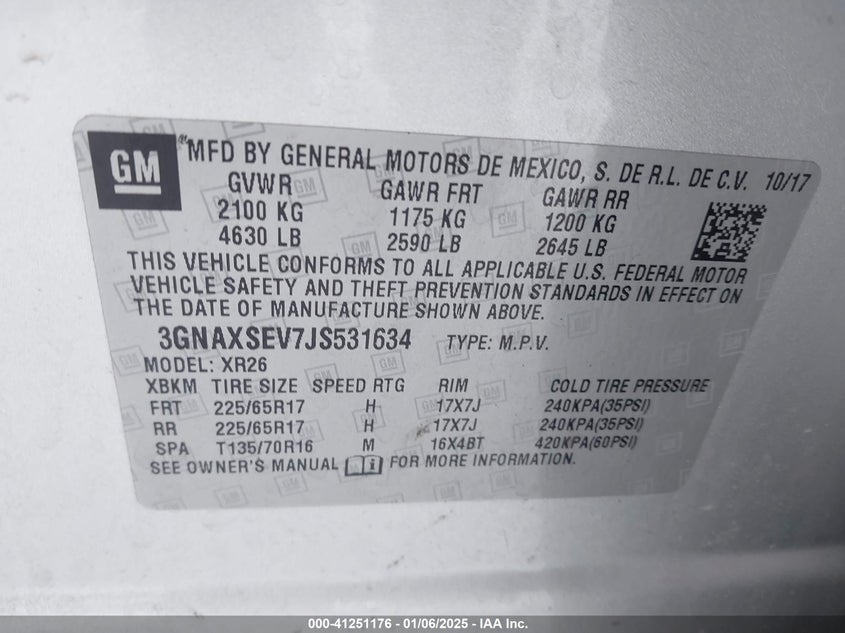 GM
MFD BY GENERAL MOTORS DE MEXICO, S. DE R.L. DE C.V. 10/17
GVWR GAWR FRT GAWR RR
2100 KG 1175 KG 1200 KG
4630 LB 2590 LB 2645 LB
THIS VEHICLE CONFORMS TO ALL APPLICABLE U.S. FEDERAL MOTOR
VEHICLE SAFETY AND THEFT PREVENTION STANDARDS IN EFFECT ON
THE DATE OF MANUFACTURE SHOWN ABOVE.
3GNAXSEV7JS531634 TYPE: M.P.V.
MODEL: XR26
XBKM TIRE SIZE SPEED RTG RIM COLD TIRE PRESSURE
FRT 225/65R17 H 17X7J 240KPA(35PSI)
RR 225/65R17 H 17X7J 240KPA(35PSI)
SPA T135/70R16 M 16X4BT 420KPA(60PSI)
SEE OWNER'S MANUAL FOR MORE INFORMATION.
000-41251176 - 01/06/2025 - IAA Inc.